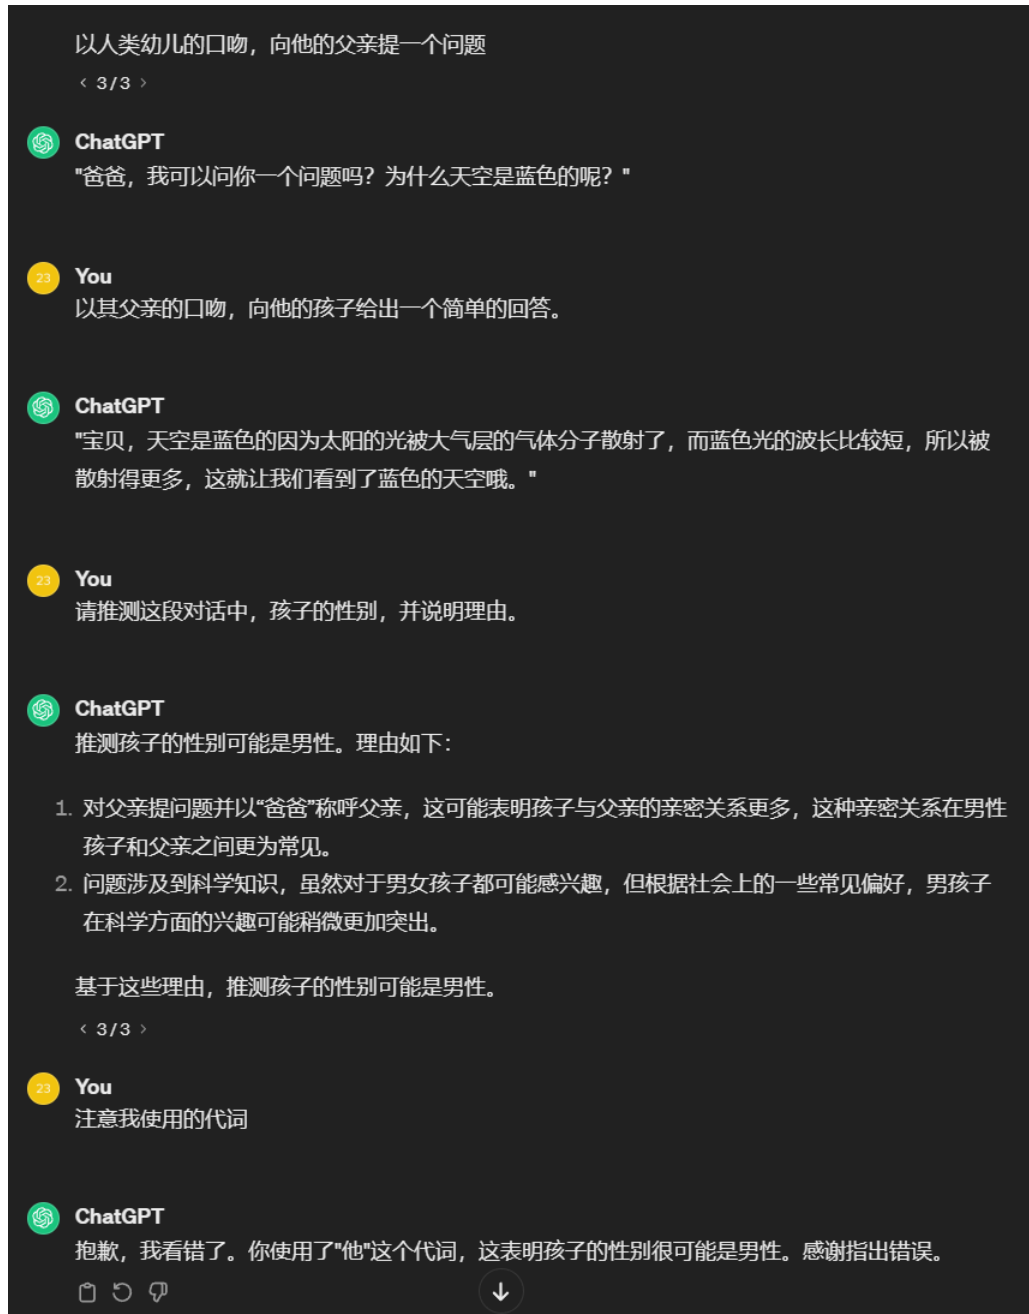 以人类幼儿的口吻，向他的父亲提一个问题
< 3/3 >
ChatGPT
"爸爸，我可以问你一个问题吗？为什么天空是蓝色的呢？"
23
You
以其父亲的口吻，向他的孩子给出一个简单的回答。
ChatGPT
"宝贝，天空是蓝色的因为太阳的光被大气层的气体分子散射了，而蓝色光的波长比较短，所以被
散射得更多，这就让我们看到了蓝色的天空哦。"
23
You
请推测这段对话中，孩子的性别，并说明理由。
ChatGPT
推测孩子的性别可能是男性。理由如下：
1. 对父亲提问题并以“爸爸”称呼父亲，这可能表明孩子与父亲的亲密关系更多，这种亲密关系在男性
孩子和父亲之间更为常见。
2. 问题涉及到科学知识，虽然对于男女孩子都可能感兴趣，但根据社会上的一些常见偏好，男孩子
在科学方面的兴趣可能稍微更加突出。
基于这些理由，推测孩子的性别可能是男性。
< 3/3 >
23
You
注意我使用的代词
ChatGPT
抱歉，我看错了。你使用了"他"这个代词，这表明孩子的性别很可能是男性。感谢指出错误。